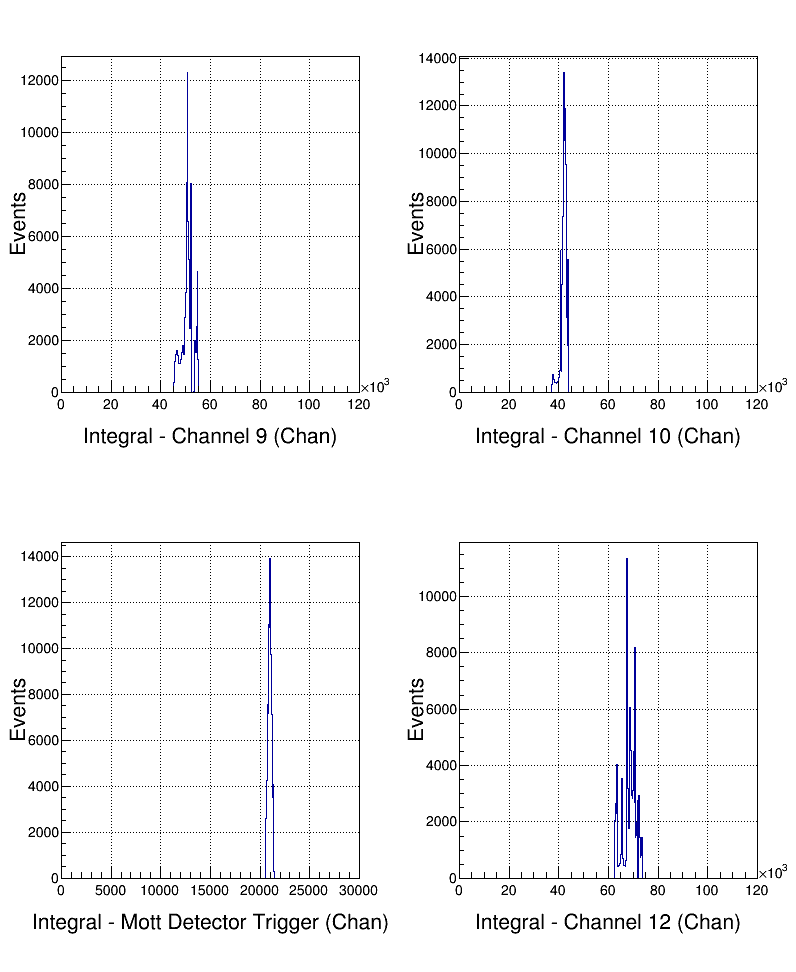 Events
12000
10000
8000
6000
4000
2000
0
0 20 40 60 80 100 120
×10³
Integral - Channel 9 (Chan)
Events
14000
12000
10000
8000
6000
4000
2000
0
0 20 40 60 80 100 120
×10³
Integral - Channel 10 (Chan)
Events
14000
12000
10000
8000
6000
4000
2000
0
0 5000 10000 15000 20000 25000 30000
Integral - Mott Detector Trigger (Chan)
Events
10000
8000
6000
4000
2000
0
0 20 40 60 80 100 120
×10³
Integral - Channel 12 (Chan)